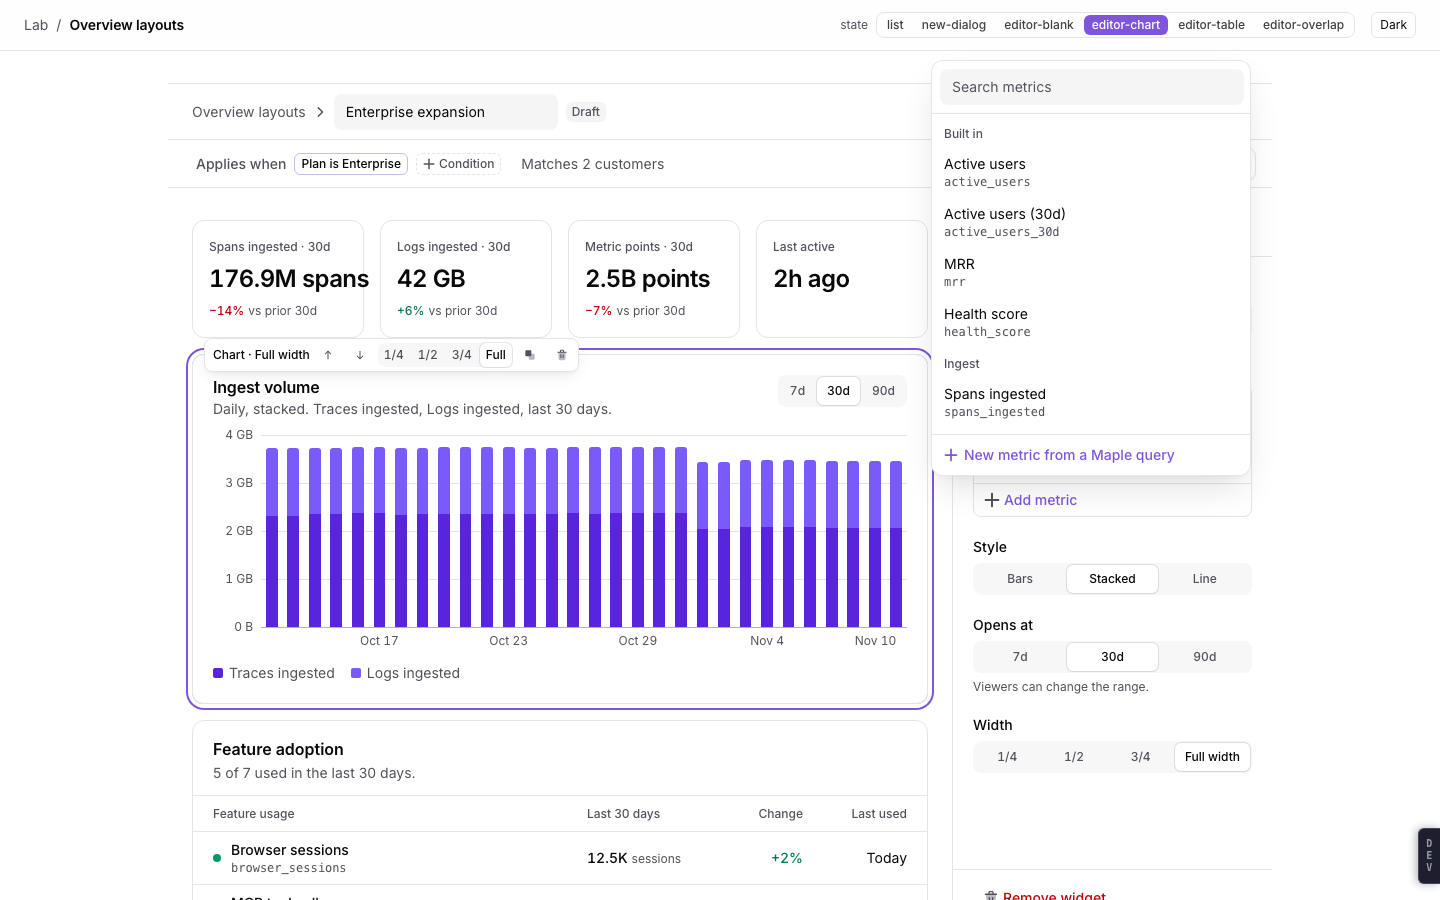 Lab / Overview layouts
state list new-dialog editor-blank editor-chart editor-table editor-overlap Dark
Overview layouts > Enterprise expansion Draft
Applies when Plan is Enterprise + Condition Matches 2 customers
Spans ingested · 30d
176.9M spans
−14% vs prior 30d
Logs ingested · 30d
42 GB
+6% vs prior 30d
Metric points · 30d
2.5B points
−7% vs prior 30d
Last active
2h ago
Chart · Full width ↑ ↓ 1/4 1/2 3/4 Full
Ingest volume
Daily, stacked. Traces ingested, Logs ingested, last 30 days.
7d 30d 90d
4 GB
3 GB
2 GB
1 GB
0 B
Oct 17 Oct 23 Oct 29 Nov 4 Nov 10
Traces ingested Logs ingested
Feature adoption
5 of 7 used in the last 30 days.
Feature usage Last 30 days Change Last used
Browser sessions
browser_sessions
12.5K sessions +2% Today
Search metrics
Built in
Active users
active_users
Active users (30d)
active_users_30d
MRR
mrr
Health score
health_score
Ingest
Spans ingested
spans_ingested
+ New metric from a Maple query
+ Add metric
Style
Bars Stacked Line
Opens at
7d 30d 90d
Viewers can change the range.
Width
1/4 1/2 3/4 Full width
Remove widget
DEV